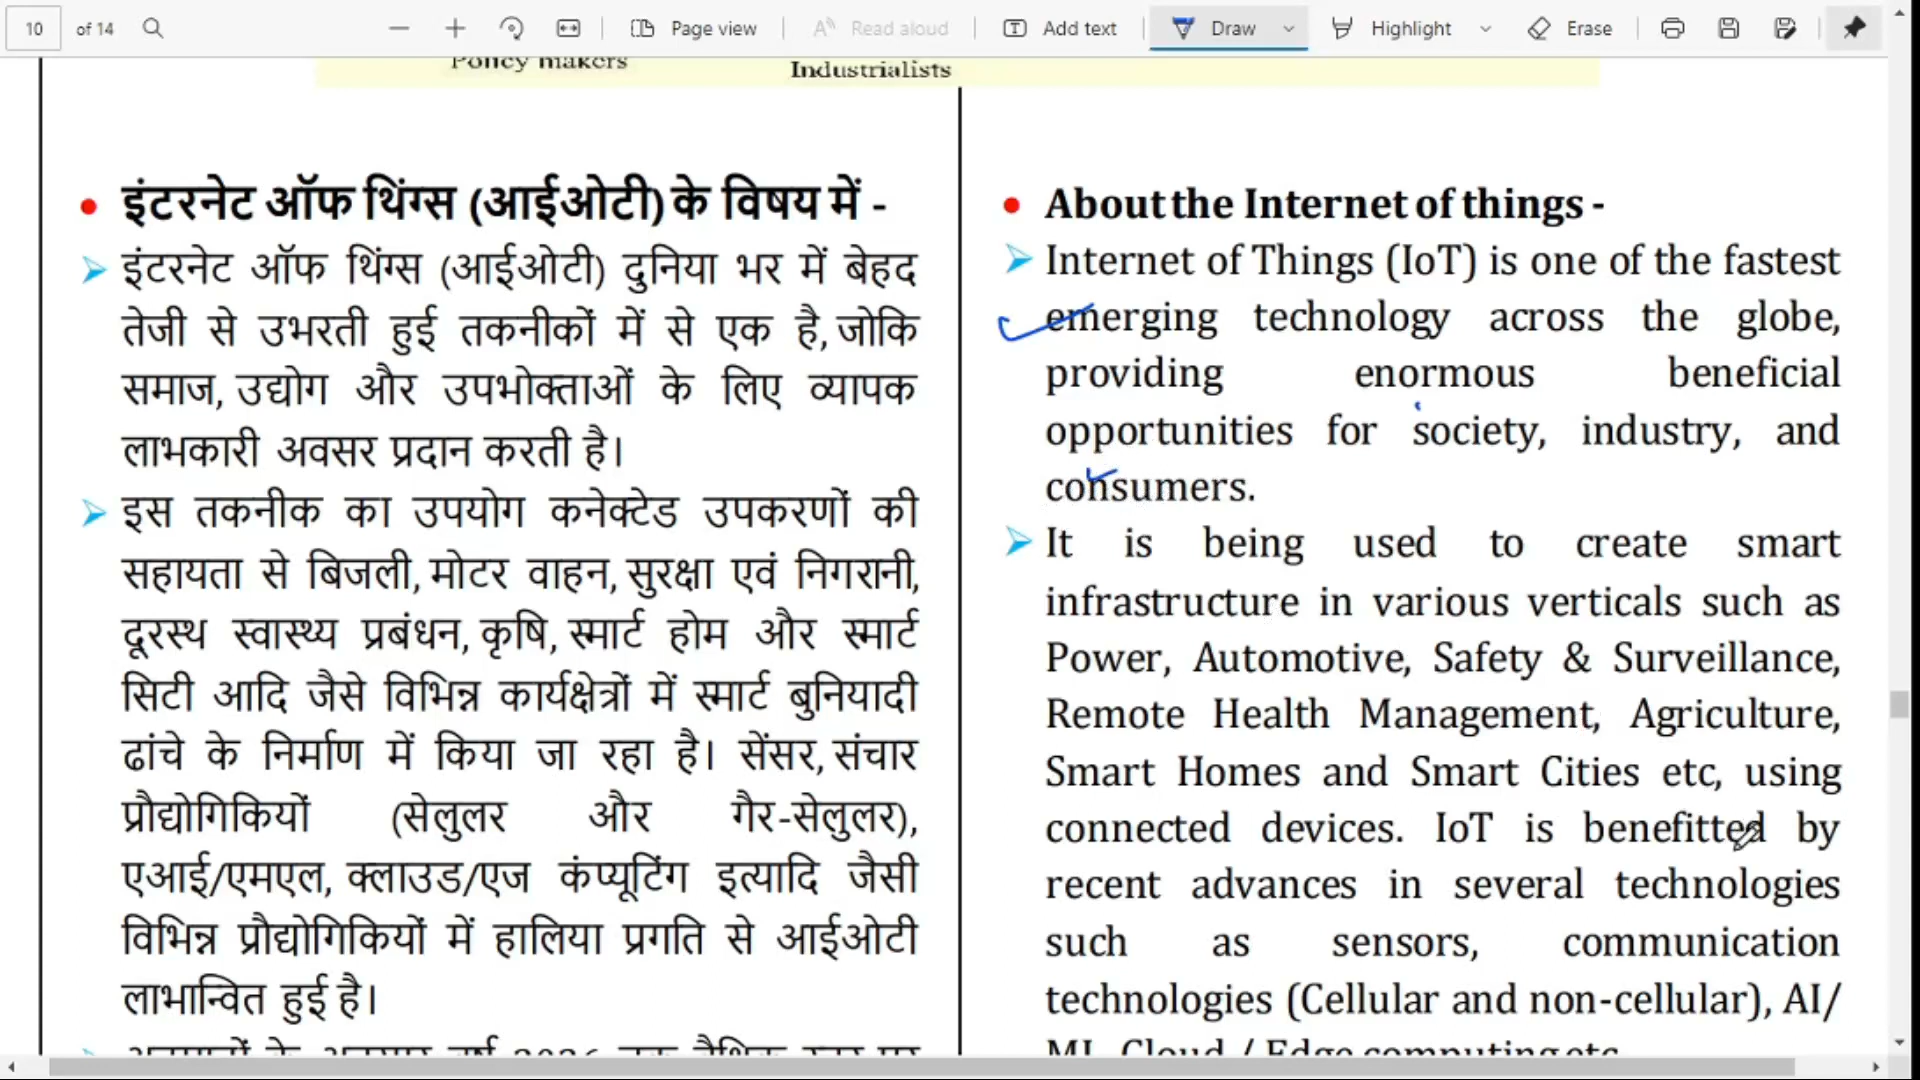 10 of 14 Page view Read aloud Add text Draw Highlight Erase
Policy makers
Industrialists
इंटरनेट ऑफ थिंग्स (आईओटी) के विषय में -
इंटरनेट ऑफ थिंग्स (आईओटी) दुनिया भर में बेहद
तेजी से उभरती हुई तकनीकों में से एक है, जोकि
समाज, उद्योग और उपभोक्ताओं के लिए व्यापक
लाभकारी अवसर प्रदान करती है।
इस तकनीक का उपयोग कनेक्टेड उपकरणों की
सहायता से बिजली, मोटर वाहन, सुरक्षा एवं निगरानी,
दूरस्थ स्वास्थ्य प्रबंधन, कृषि, स्मार्ट होम और स्मार्ट
सिटी आदि जैसे विभिन्न कार्यक्षेत्रों में स्मार्ट बुनियादी
ढांचे के निर्माण में किया जा रहा है। सेंसर, संचार
प्रौद्योगिकियों (सेलुलर और गैर-सेलुलर),
एआई/एमएल, क्लाउड/एज कंप्यूटिंग इत्यादि जैसी
विभिन्न प्रौद्योगिकियों में हालिया प्रगति से आईओटी
लाभान्वित हुई है।
About the Internet of things -
Internet of Things (IoT) is one of the fastest
emerging technology across the globe,
providing enormous beneficial
opportunities for society, industry, and
consumers.
It is being used to create smart
infrastructure in various verticals such as
Power, Automotive, Safety & Surveillance,
Remote Health Management, Agriculture,
Smart Homes and Smart Cities etc, using
connected devices. IoT is benefitted by
recent advances in several technologies
such as sensors, communication
technologies (Cellular and non-cellular), AI/
ML, Cloud / Edge computing etc